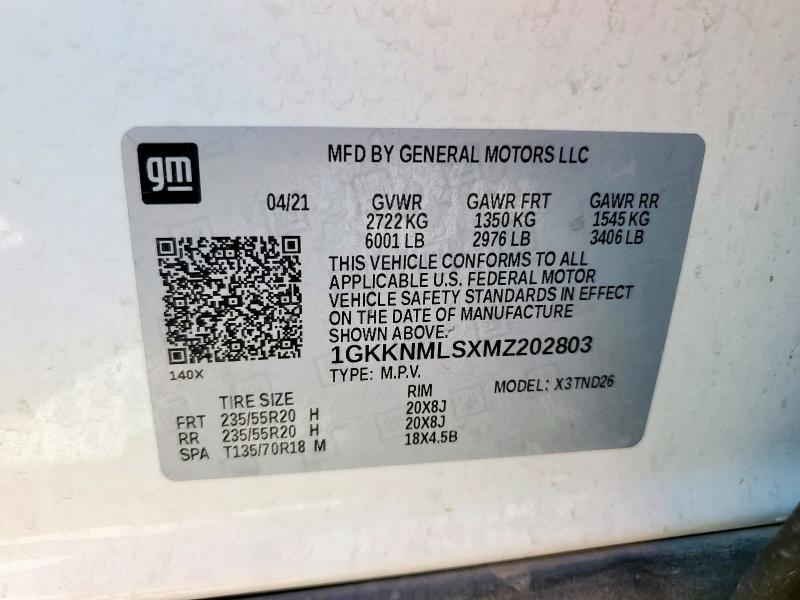 gm
MFD BY GENERAL MOTORS LLC
04/21 GVWR GAWR FRT GAWR RR
2722 KG 1350 KG 1545 KG
6001 LB 2976 LB 3406 LB
THIS VEHICLE CONFORMS TO ALL
APPLICABLE U.S. FEDERAL MOTOR
VEHICLE SAFETY STANDARDS IN EFFECT
ON THE DATE OF MANUFACTURE
SHOWN ABOVE.
1GKKNMLSXMZ202803
140X
TYPE: M.P.V. MODEL: X3TND26
TIRE SIZE RIM
FRT 235/55R20 H 20X8J
RR 235/55R20 H 20X8J
SPA T135/70R18 M 18X4.5B